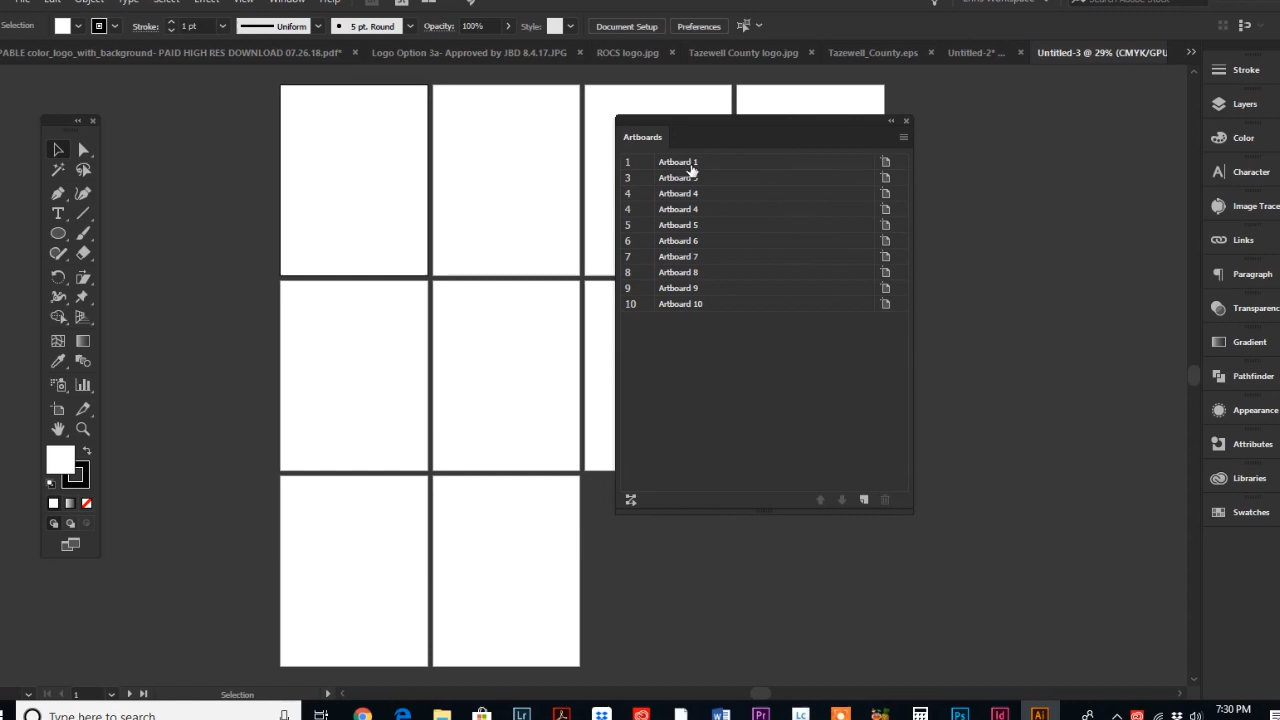 Selection Stroke: 1 pt Uniform 5 pt. Round Opacity: 100% Style: Document Setup Preferences
PABLE color_logo_with_background- PAID HIGH RES DOWNLOAD 07.26.18.pdf* × Logo Option 3a- Approved by JBD 8.4.17.JPG × ROCS logo.jpg × Tazewell County logo.jpg × Tazewell_County.eps × Untitled-2* ... × Untitled-3 @ 29% (CMYK/GPU
Stroke
Layers
Color
Character
Image Trace
Links
Paragraph
Transparenc
Gradient
Pathfinder
Appearance
Attributes
Libraries
Swatches
Artboards
1 Artboard 1
3 Artboard 3
4 Artboard 4
4 Artboard 4
5 Artboard 5
6 Artboard 6
7 Artboard 7
8 Artboard 8
9 Artboard 9
10 Artboard 10
1 Selection
Type here to search
7:30 PM